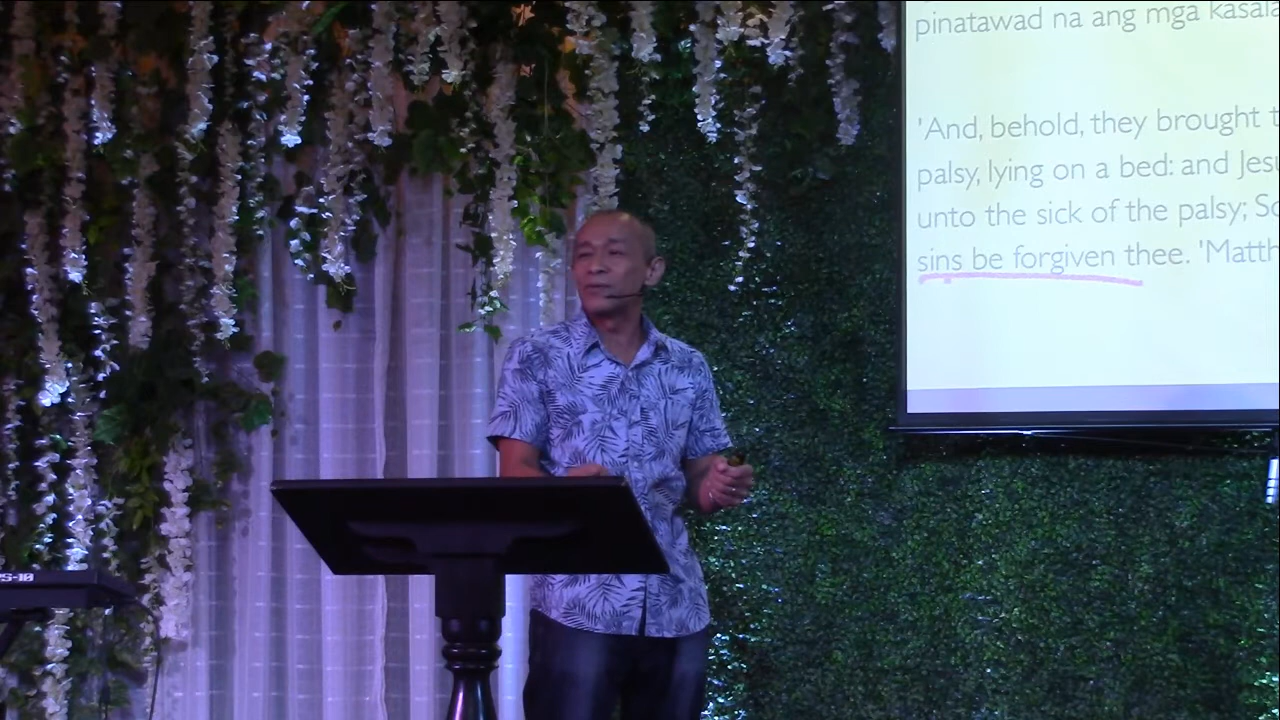 pinatawad na ang mga kasala
'And, behold, they brought t
palsy, lying on a bed: and Jesu
unto the sick of the palsy; So
sins be forgiven thee. 'Matth
S-10